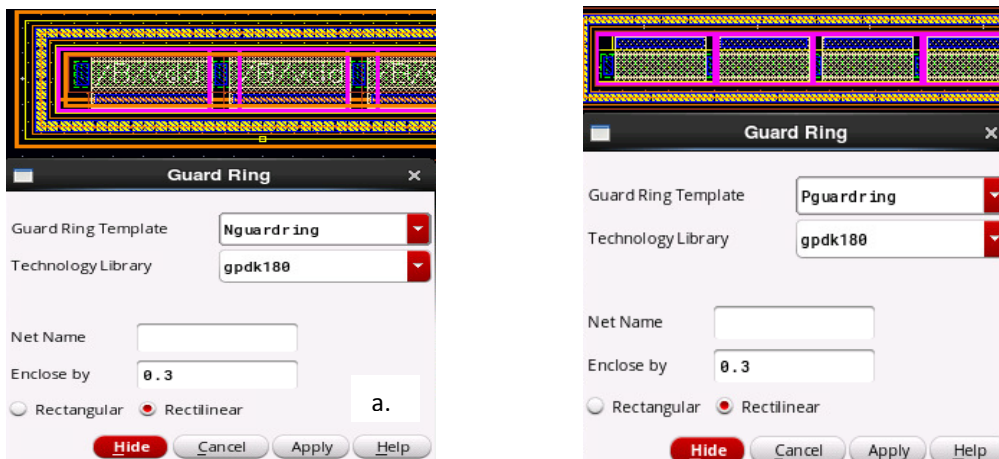 Guard Ring
Guard Ring Template
Nguardring
Technology Library
gpdk180
Net Name
Enclose by
0.3
Rectangular
Rectilinear
a.
Hide
Cancel
Apply
Help
Guard Ring
Guard Ring Template
Pguardring
Technology Library
gpdk180
Net Name
Enclose by
0.3
Rectangular
Rectilinear
Hide
Cancel
Apply
Help